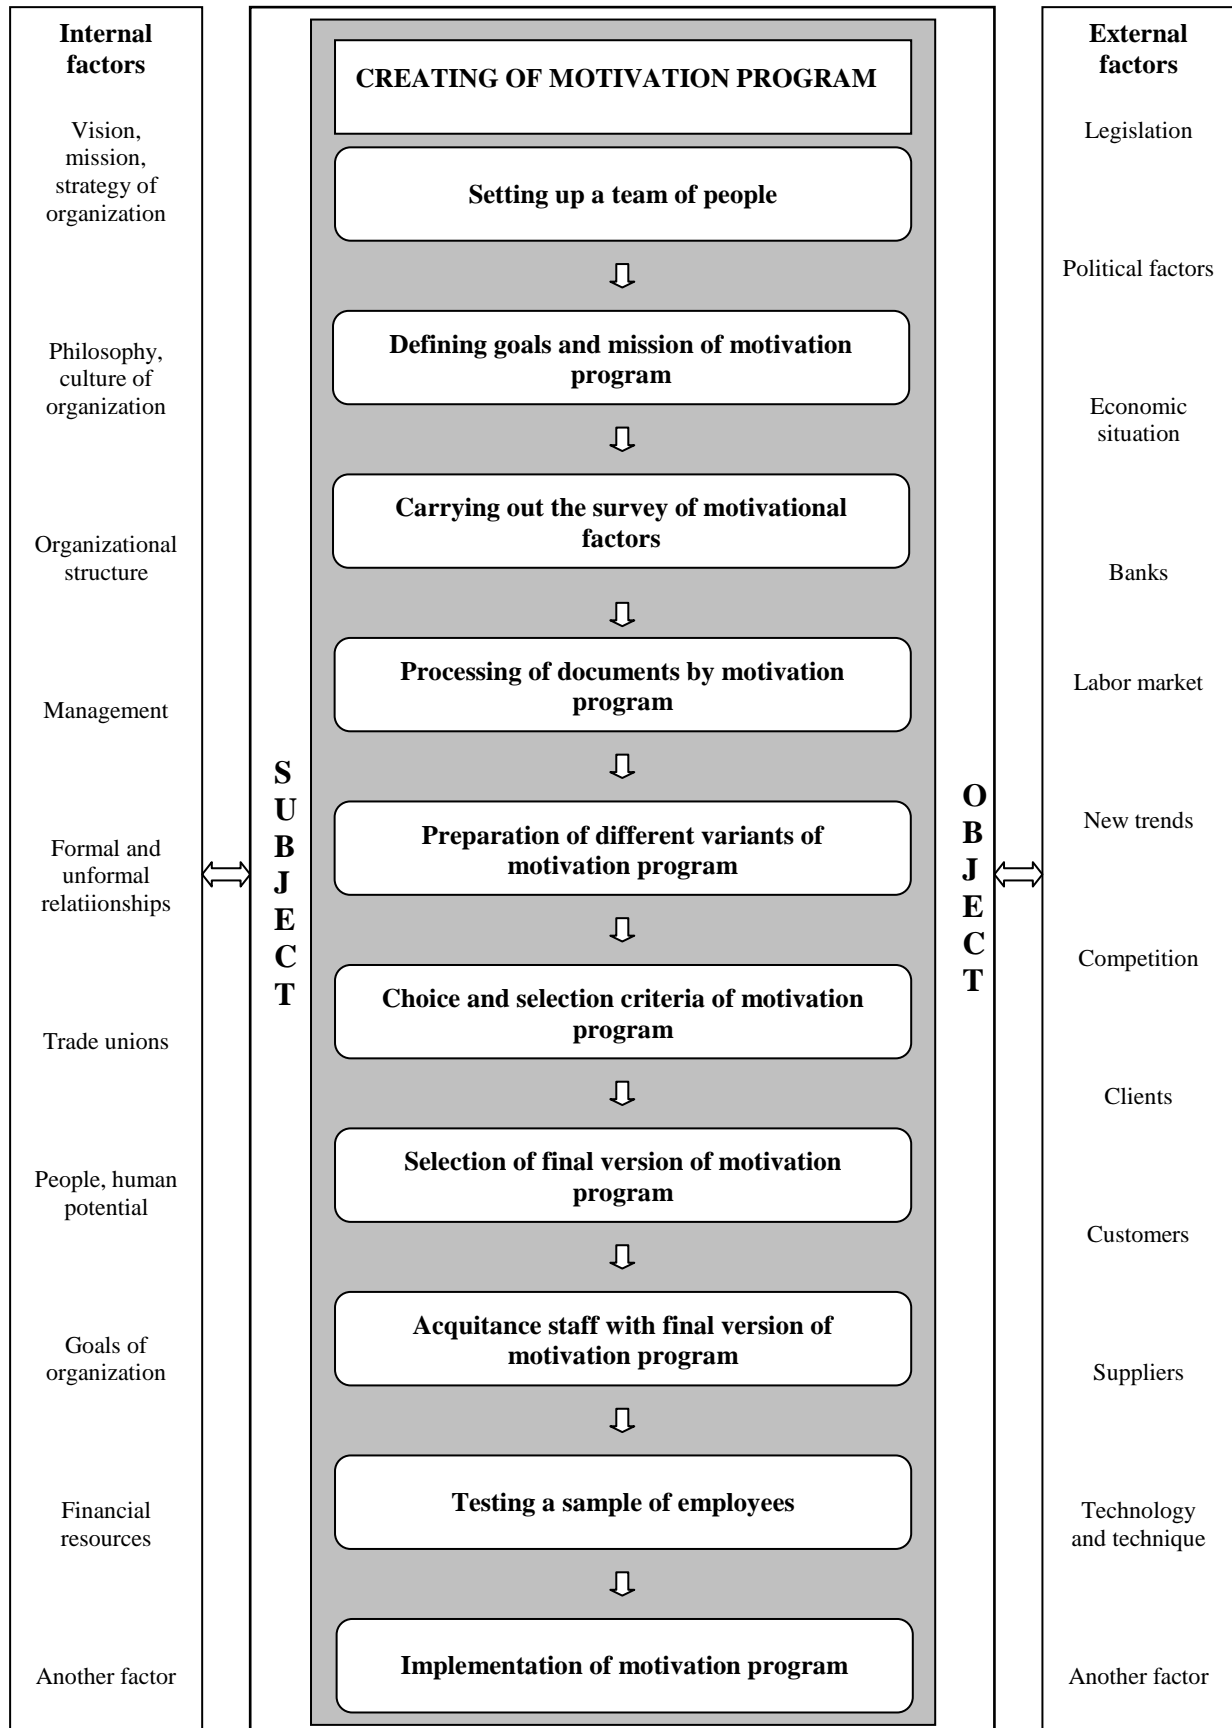 Internal
factors
Vision,
mission,
strategy of
organization
Philosophy,
culture of
organization
Organizational
structure
Management
Formal and
unformal
relatiionships
Trade unions
People, human
potential
Goals of
organization
Financial
resources
Another factor
SUBJECT
CREATING OF MOTIVATION PROGRAM
Setting up a team of people
Defining goals and mission of motivation
program
Carrying out the survey of motivational
factors
Processing of documents by motivation
program
Preparation of different variants of
motivation program
Choice and selection criteria of motivation
program
Selection of final version of motivation
program
Acquitance staff with final version of
motivation program
Testing a sample of employees
Implementation of motivation program
OBJECT
External
factors
Legislation
Political factors
Economic
situation
Banks
Labor market
New trends
Competition
Clients
Customers
Suppliers
Technology
and technique
Another factor